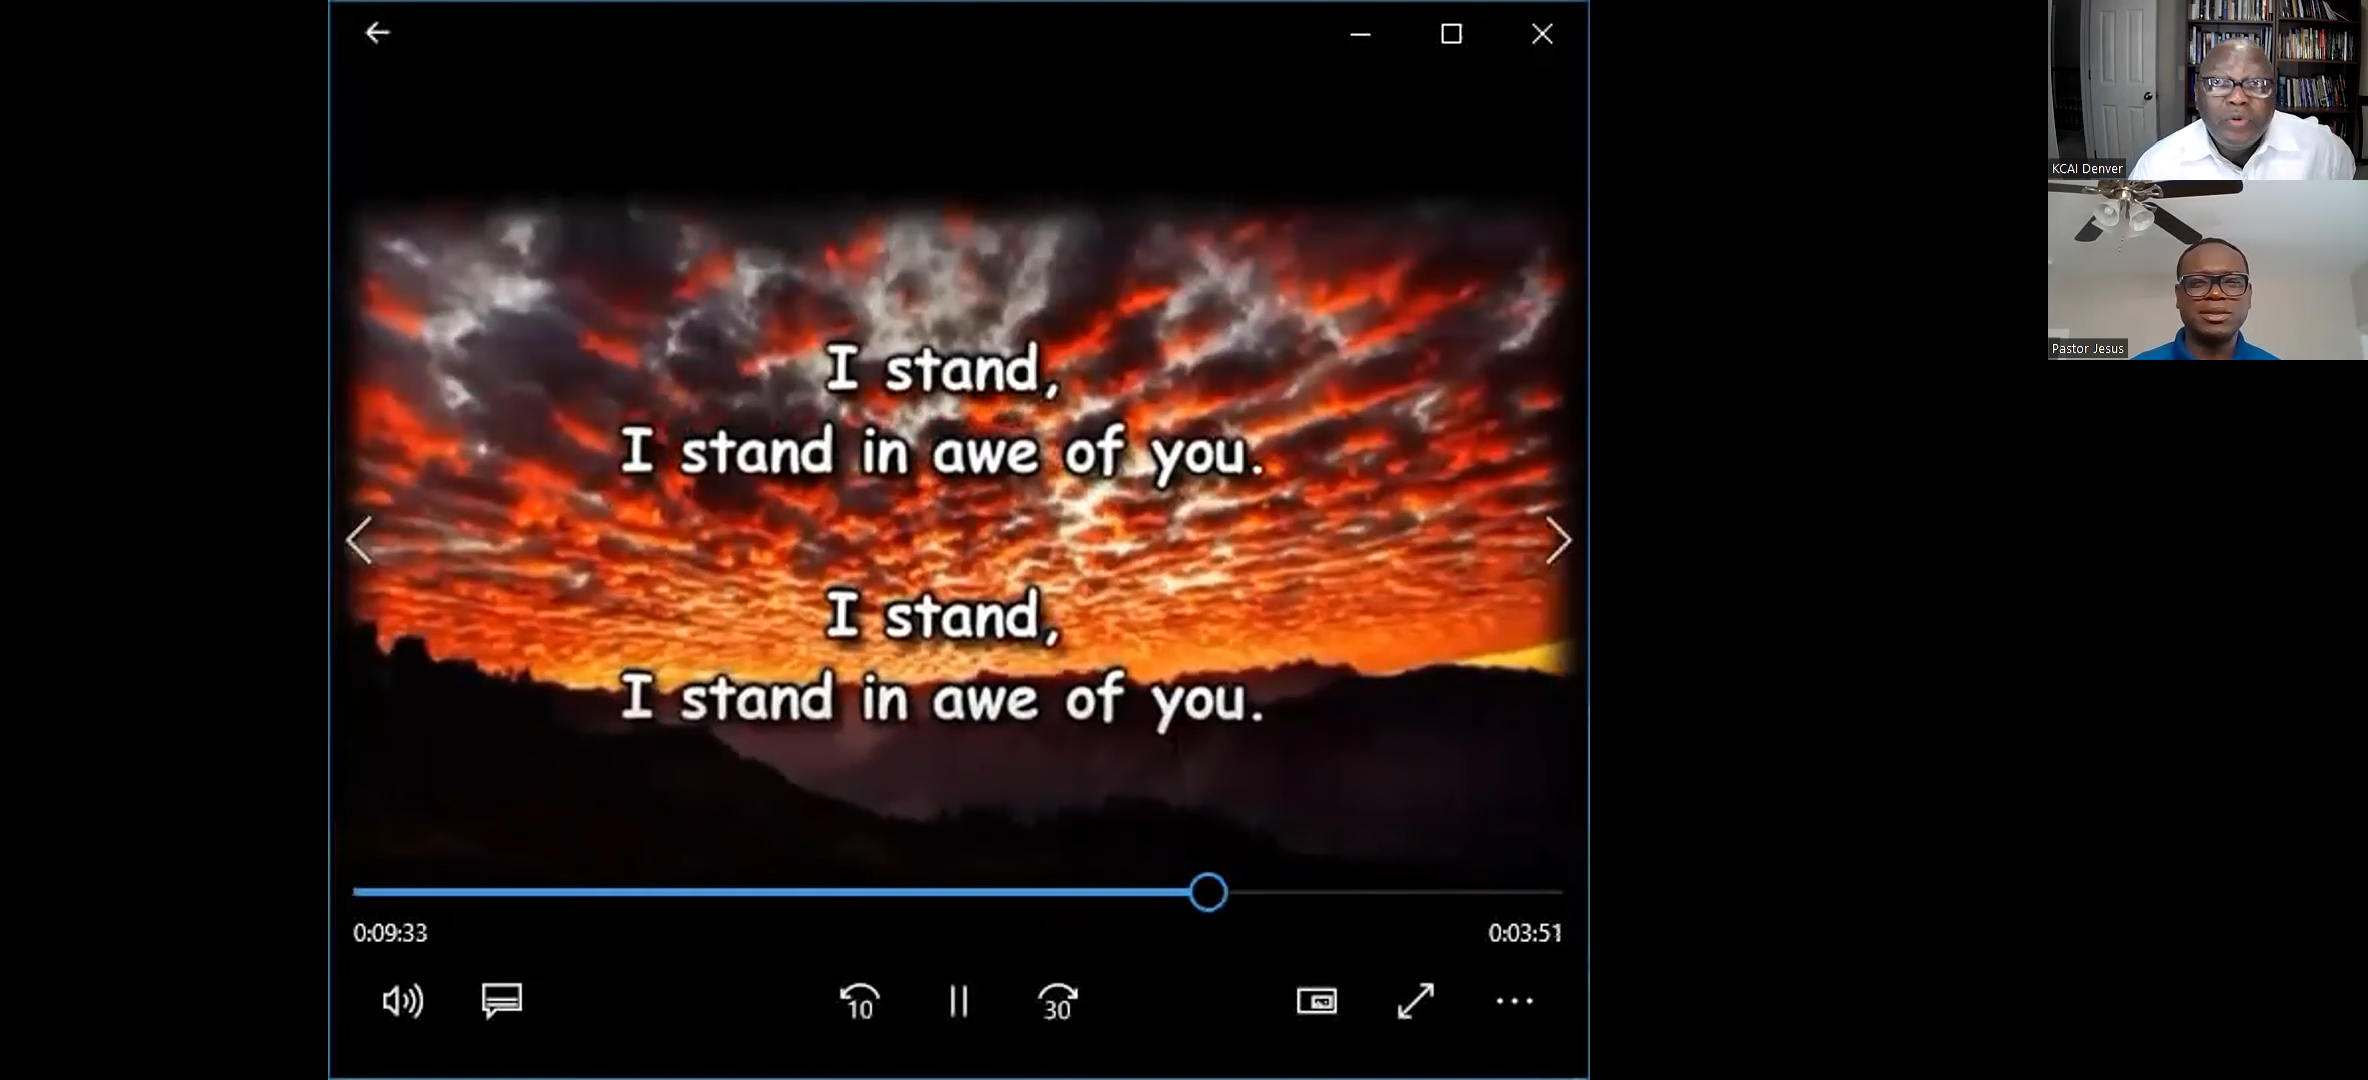 I stand,
I stand in awe of you.
I stand,
I stand in awe of you.
0:09:33
0:03:51
10
30
KCAI Denver
Pastor Jesus